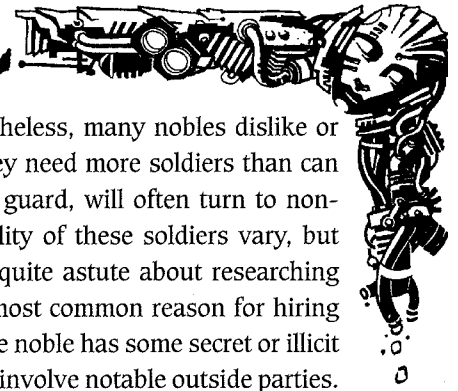 theless, many nobles dislike or
ey need more soldiers than can
guard, will often turn to non-
lity of these soldiers vary, but
quite astute about researching
most common reason for hiring
e noble has some secret or illicit
involve notable outside parties.